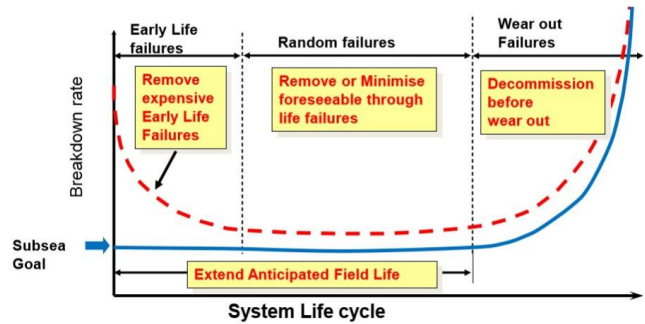 Early Life
failures
Random failures
Wear out
Failures
Remove
expensive
Early Life
Failures
Remove or Minimise
foreseeable through
life failures
Decommission
before
wear out
Breakdown rate
Subsea
Goal
Extend Anticipated Field Life
System Life cycle